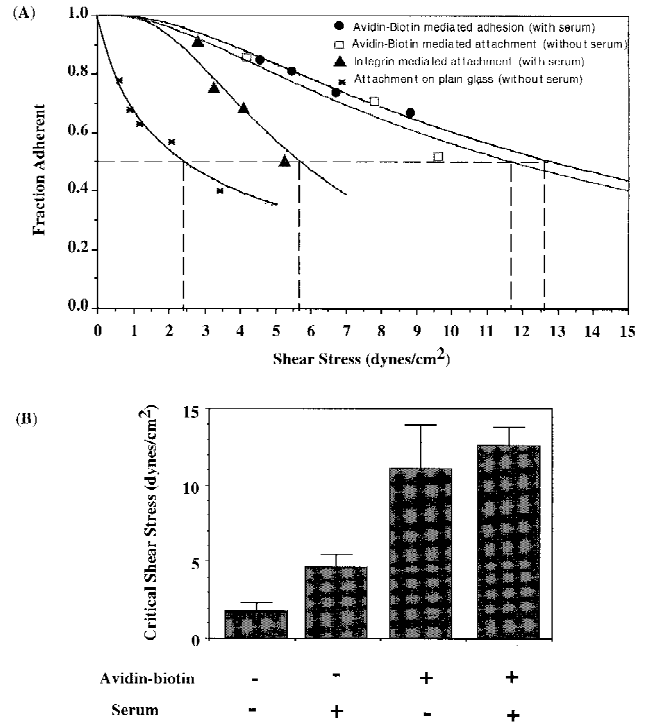 (A)
Avidin-Biotin mediated adhesion (with serum)
Avidin-Biotin mediated attachment (without serum)
Integrin mediated attachment (with serum)
Attachment on plain glass (without serum)
1.0
0.8
0.6
0.4
0.2
0.0
Fraction Adherent
0 1 2 3 4 5 6 7 8 9 10 11 12 13 14 15
Shear Stress (dynes/cm2)
(B)
15
10
5
0
Critical Shear Stress (dynes/cm2)
Avidin-biotin - - + +
Serum - + - +